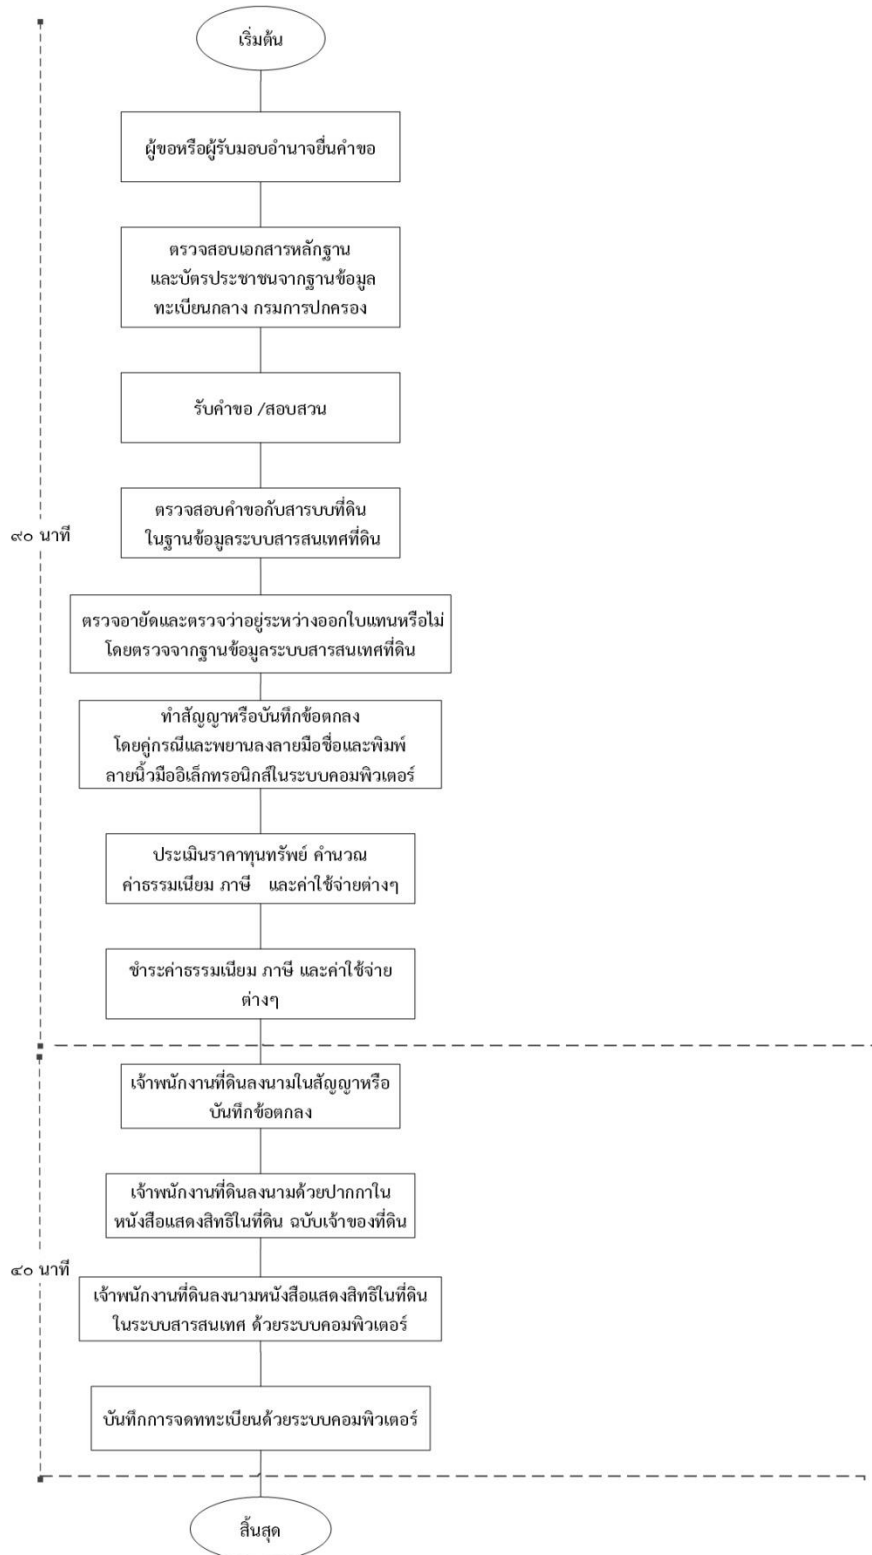 เริ่มต้น
ผู้ขอหรือผู้รับมอบอำนาจยื่นคำขอ
ตรวจสอบเอกสารหลักฐาน
และบัตรประชาชนจากฐานข้อมูล
ทะเบียนกลาง กรมการปกครอง
รับคำขอ /สอบสวน
ตรวจสอบคำขอกับสารบบที่ดิน
ในฐานข้อมูลระบบสารสนเทศที่ดิน
๙๐ นาที
ตรวจอายัดและตรวจว่าอยู่ระหว่างออกใบแทนหรือไม่
โดยตรวจจากฐานข้อมูลระบบสารสนเทศที่ดิน
ทำสัญญาหรือบันทึกข้อตกลง
โดยคู่กรณีและพยานลงลายมือชื่อและพิมพ์
ลายนิ้วมืออิเล็กทรอนิกส์ในระบบคอมพิวเตอร์
ประเมินราคาทุนทรัพย์ คำนวณ
ค่าธรรมเนียม ภาษี และค่าใช้จ่ายต่างๆ
ชำระค่าธรรมเนียม ภาษี และค่าใช้จ่าย
ต่างๆ
เจ้าพนักงานที่ดินลงนามในสัญญาหรือ
บันทึกข้อตกลง
เจ้าพนักงานที่ดินลงนามด้วยปากกาใน
หนังสือแสดงสิทธิในที่ดิน ฉบับเจ้าของที่ดิน
๔๐ นาที
เจ้าพนักงานที่ดินลงนามหนังสือแสดงสิทธิในที่ดิน
ในระบบสารสนเทศ ด้วยระบบคอมพิวเตอร์
บันทึกการจดททะเบียนด้วยระบบคอมพิวเตอร์
สิ้นสุด